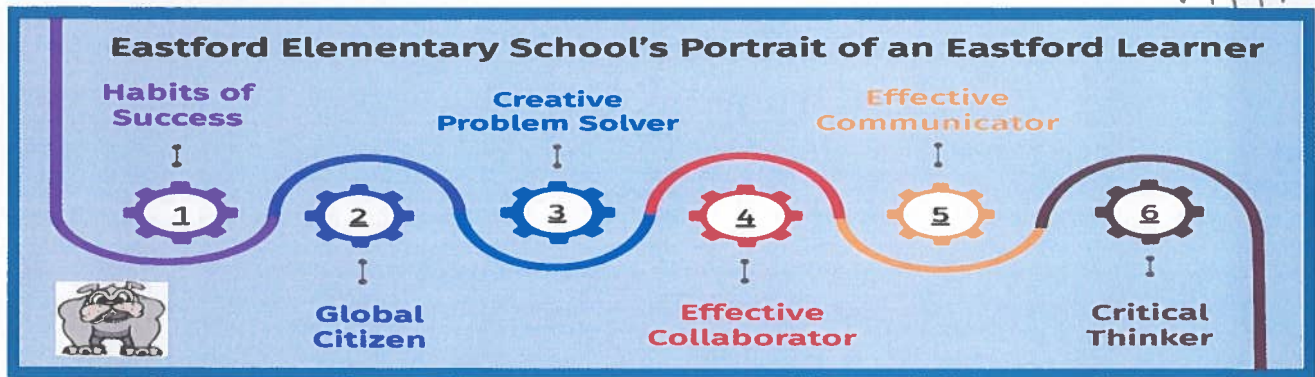 Eastford Elementary School's Portrait of an Eastford Learner
Habits of
Success
Creative
Problem Solver
Effective
Communicator
1
2
3
4
5
6
Global
Citizen
Effective
Collaborator
Critical
Thinker